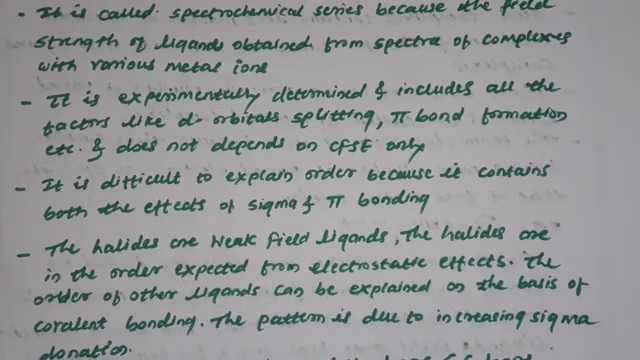 • It is called spectrochemical series because the field
strength of ligands obtained from spectra of complexes
with various metal ions
- It is experimentally determined & includes all the
factors like d- orbitals splitting, π bond formation
etc. & does not depends on CFSE only
- It is difficult to explain order because it contains
both the effects of sigma & π bonding
- The halides are weak field ligands, The halides are
in the order expected from electrostatic effects. The
order of other ligands can be explained on the basis of
covalent bonding. The pattern is due to increasing sigma
donation.